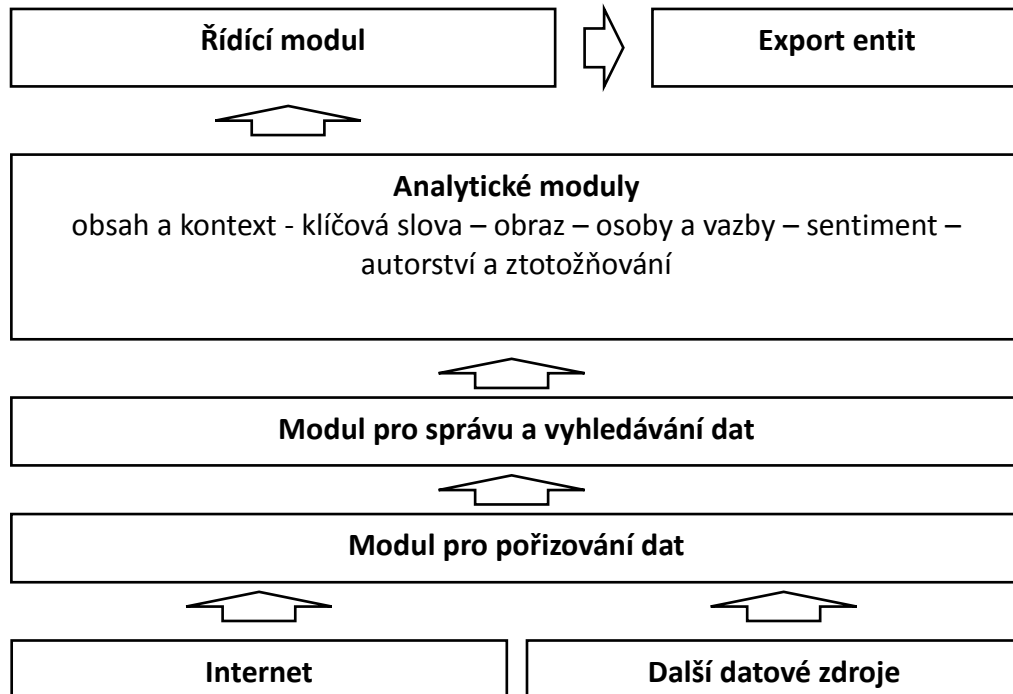 Řídící modul
Export entit
Analytické moduly
obsah a kontext - klíčová slova – obraz – osoby a vazby – sentiment –
autorství a ztotožňování
Modul pro správu a vyhledávání dat
Modul pro pořizování dat
Internet
Další datové zdroje